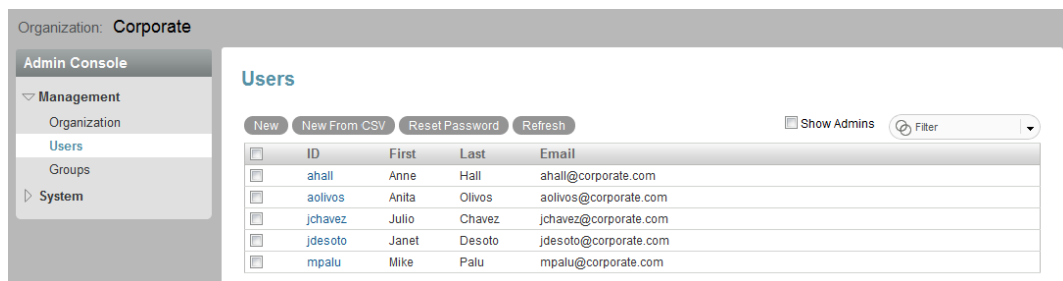 Organization: Corporate
Admin Console
Management
Organization
Users
Groups
System
Users
New New From CSV Reset Password Refresh Show Admins Filter
ID First Last Email
ahall Anne Hall ahall@corporate.com
aolivos Anita Olivos aolivos@corporate.com
jchavez Julio Chavez jchavez@corporate.com
jdesoto Janet Desoto jdesoto@corporate.com
mpalu Mike Palu mpalu@corporate.com